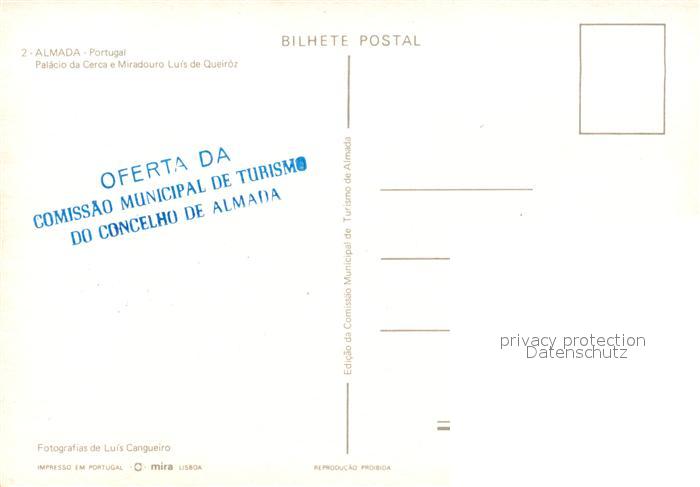 BILHETE POSTAL
2 - ALMADA - Portugal
Palácio da Cerca e Miradouro Luís de Queiróz
OFERTA DA
COMISSÃO MUNICIPAL DE TURISMO
DO CONCELHO DE ALMADA
Edição da Comissão Municipal de Turismo de Almada
privacy protection
Datenschutz
Fotografias de Luís Cangueiro
IMPRESSO EM PORTUGAL - mira LISBOA
REPRODUÇÃO PROIBIDA